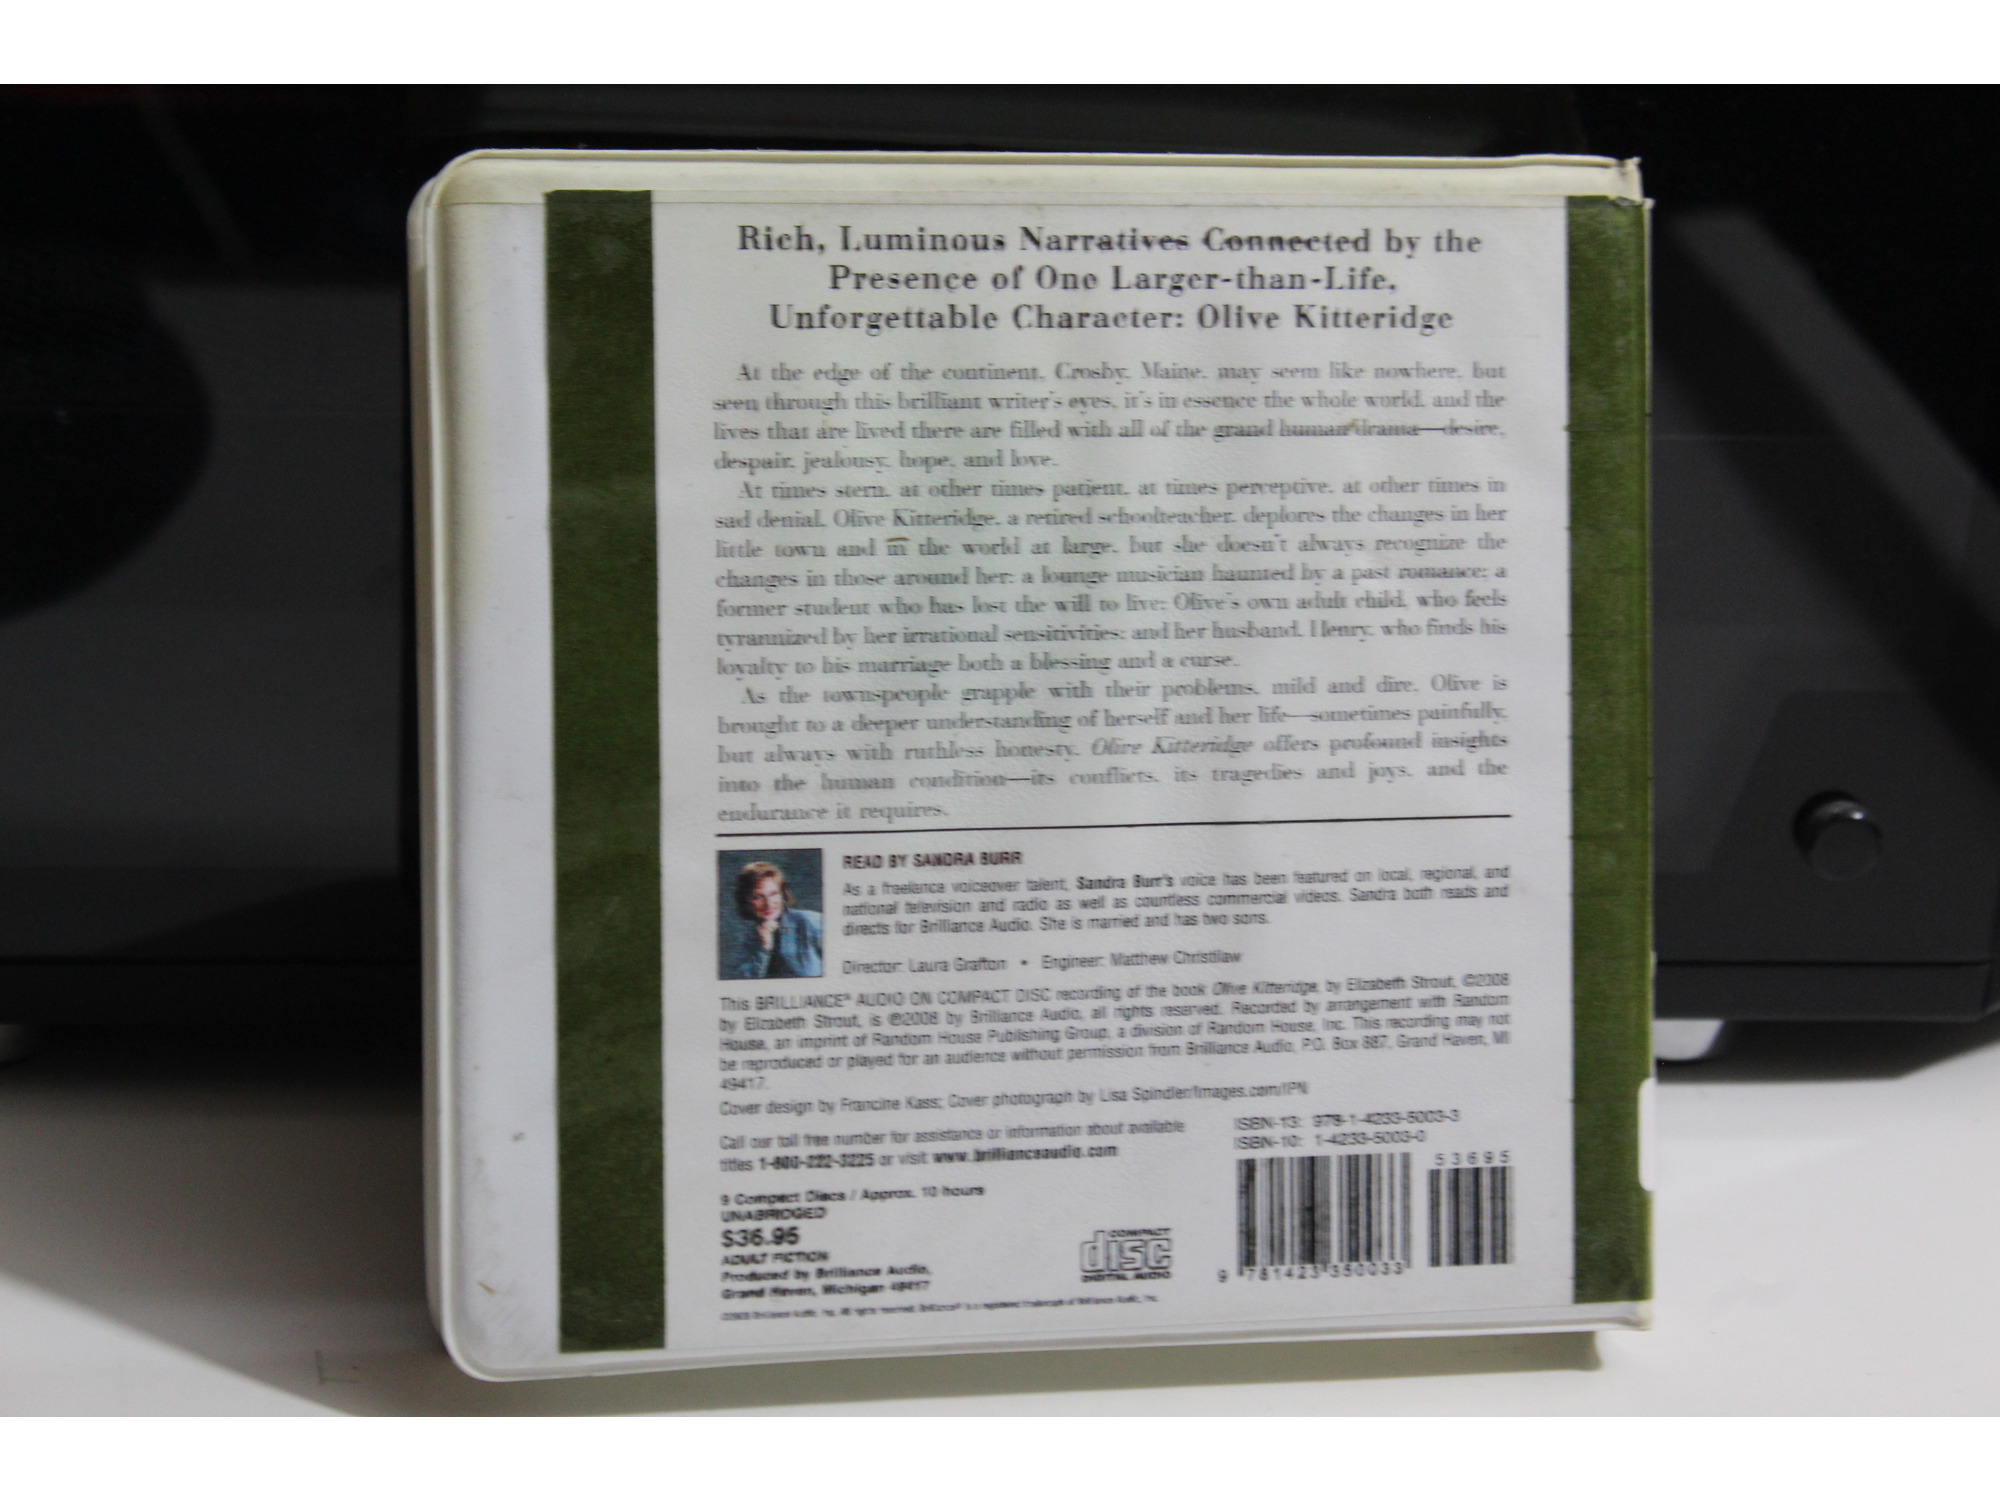 Rich, Luminous Narratives Connected by the
Presence of One Larger-than-Life,
Unforgettable Character: Olive Kitteridge
At the edge of the continent, Crosby, Maine, may seem like nowhere, but
seen through this brilliant writer's eyes, it's in essence the whole world, and the
lives that are lived there are filled with all of the grand human drama—desire,
despair, jealousy, hope, and love.
At times stern, at other times patient, at times perceptive, at other times in
sad denial, Olive Kitteridge, a retired schoolteacher, deplores the changes in her
little town and in the world at large, but she doesn't always recognize the
changes in those around her: a lounge musician haunted by a past romance; a
former student who has lost the will to live; Olive's own adult child, who feels
tyrannized by her irrational sensitivities; and her husband, Henry, who finds his
loyalty to his marriage both a blessing and a curse.
As the townspeople grapple with their problems, mild and dire, Olive is
brought to a deeper understanding of herself and her life—sometimes painfully,
but always with ruthless honesty. Olive Kitteridge offers profound insights
into the human condition—its conflicts, its tragedies and joys, and the
endurance it requires.
READ BY SANDRA BURR
As a freelance voiceover talent, Sandra Burr's voice has been featured on local, regional, and
national television and radio as well as countless commercial videos. Sandra both reads and
directs for Brilliance Audio. She is married and has two sons.
Director: Laura Grafton • Engineer: Matthew Christilaw
This BRILLIANCE® AUDIO ON COMPACT DISC recording of the book Olive Kitteridge, by Elizabeth Strout, ©2008
by Elizabeth Strout, is ℗2008 by Brilliance Audio, all rights reserved. Recorded by arrangement with Random
House, an imprint of Random House Publishing Group, a division of Random House, Inc. This recording may not
be reproduced or played for an audience without permission from Brilliance Audio, P.O. Box 887, Grand Haven, MI
49417.
Cover design by Francine Kass; Cover photograph by Lisa Spindler/Images.com/IPN
Call our toll free number for assistance or information about available
titles 1-800-222-3225 or visit www.brillianceaudio.com
ISBN-13: 978-1-4233-5003-3
ISBN-10: 1-4233-5003-0
53695
9 781423 350033
9 Compact Discs / Approx. 10 hours
UNABRIDGED
$36.95
ADULT FICTION
Produced by Brilliance Audio,
Grand Haven, Michigan 49417
COMPACT
disc
DIGITAL AUDIO
©2008 Brilliance Audio, Inc. All rights reserved. Brilliance® is a registered trademark of Brilliance Audio, Inc.